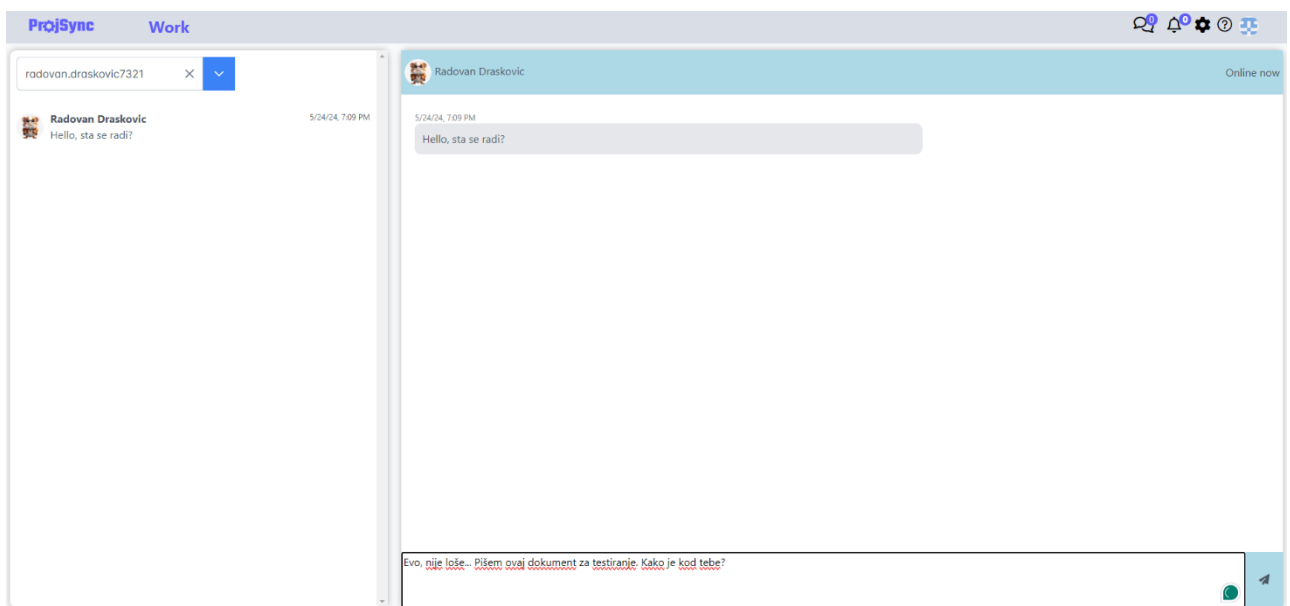 ProjSync Work 0 0
radovan.draskovic7321
Radovan Draskovic 5/24/24, 7:09 PM
Hello, sta se radi?
Radovan Draskovic Online now
5/24/24, 7:09 PM
Hello, sta se radi?
Evo, nije loše... Pišem ovaj dokument za testiranje. Kako je kod tebe?